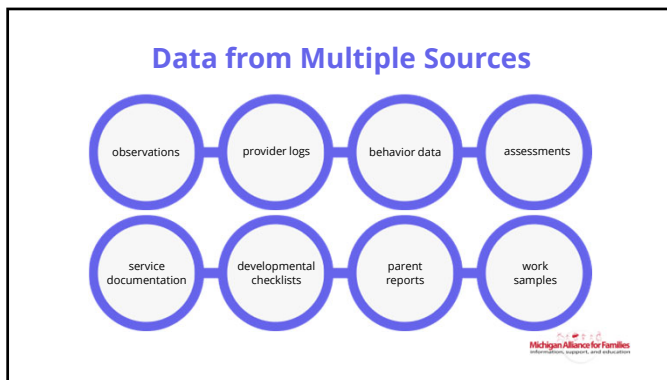 Data from Multiple Sources
observations
provider logs
behavior data
assessments
service
documentation
developmental
checklists
parent
reports
work
samples
Michigan Alliance for Families
information, support, and education